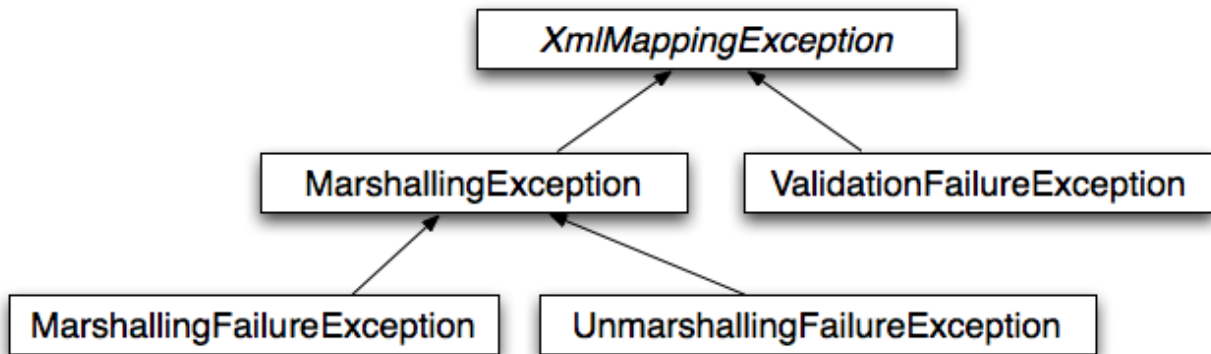 XmlMappingException
MarshallingException
ValidationFailureException
MarshallingFailureException
UnmarshallingFailureException